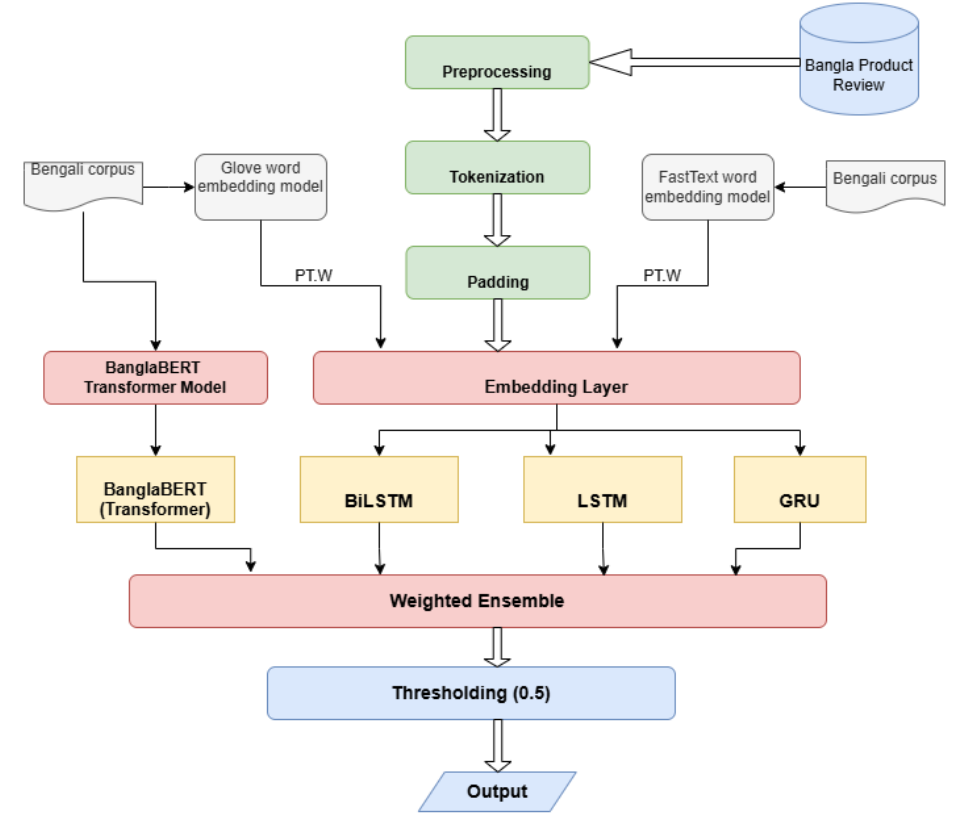 Bangla Product
Review
Preprocessing
Bengali corpus
Glove word
embedding model
Tokenization
FastText word
embedding model
Bengali corpus
PT.W
Padding
PT.W
BanglaBERT
Transformer Model
Embedding Layer
BanglaBERT
(Transformer)
BiLSTM
LSTM
GRU
Weighted Ensemble
Thresholding (0.5)
Output